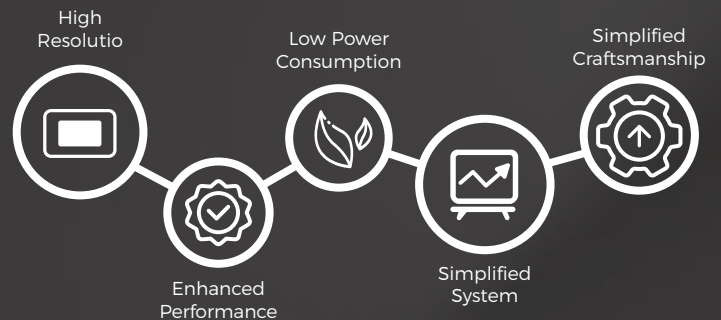 High
Resolutio
Enhanced
Performance
Low Power
Consumption
Simplified
System
Simplified
Craftsmanship